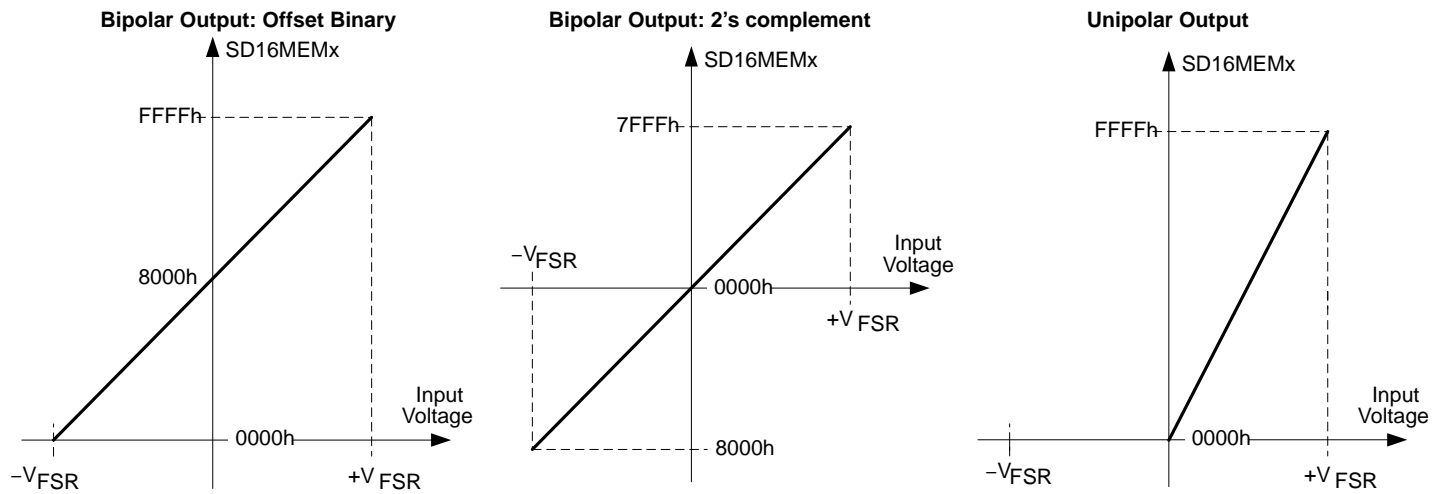 Bipolar Output: Offset Binary
SD16MEMx
FFFFh
8000h
Input
Voltage
0000h
−VFSR
+VFSR
Bipolar Output: 2's complement
SD16MEMx
7FFFh
−VFSR
Input
Voltage
0000h
+V FSR
8000h
Unipolar Output
SD16MEMx
FFFFh
Input
Voltage
0000h
−VFSR
+V FSR